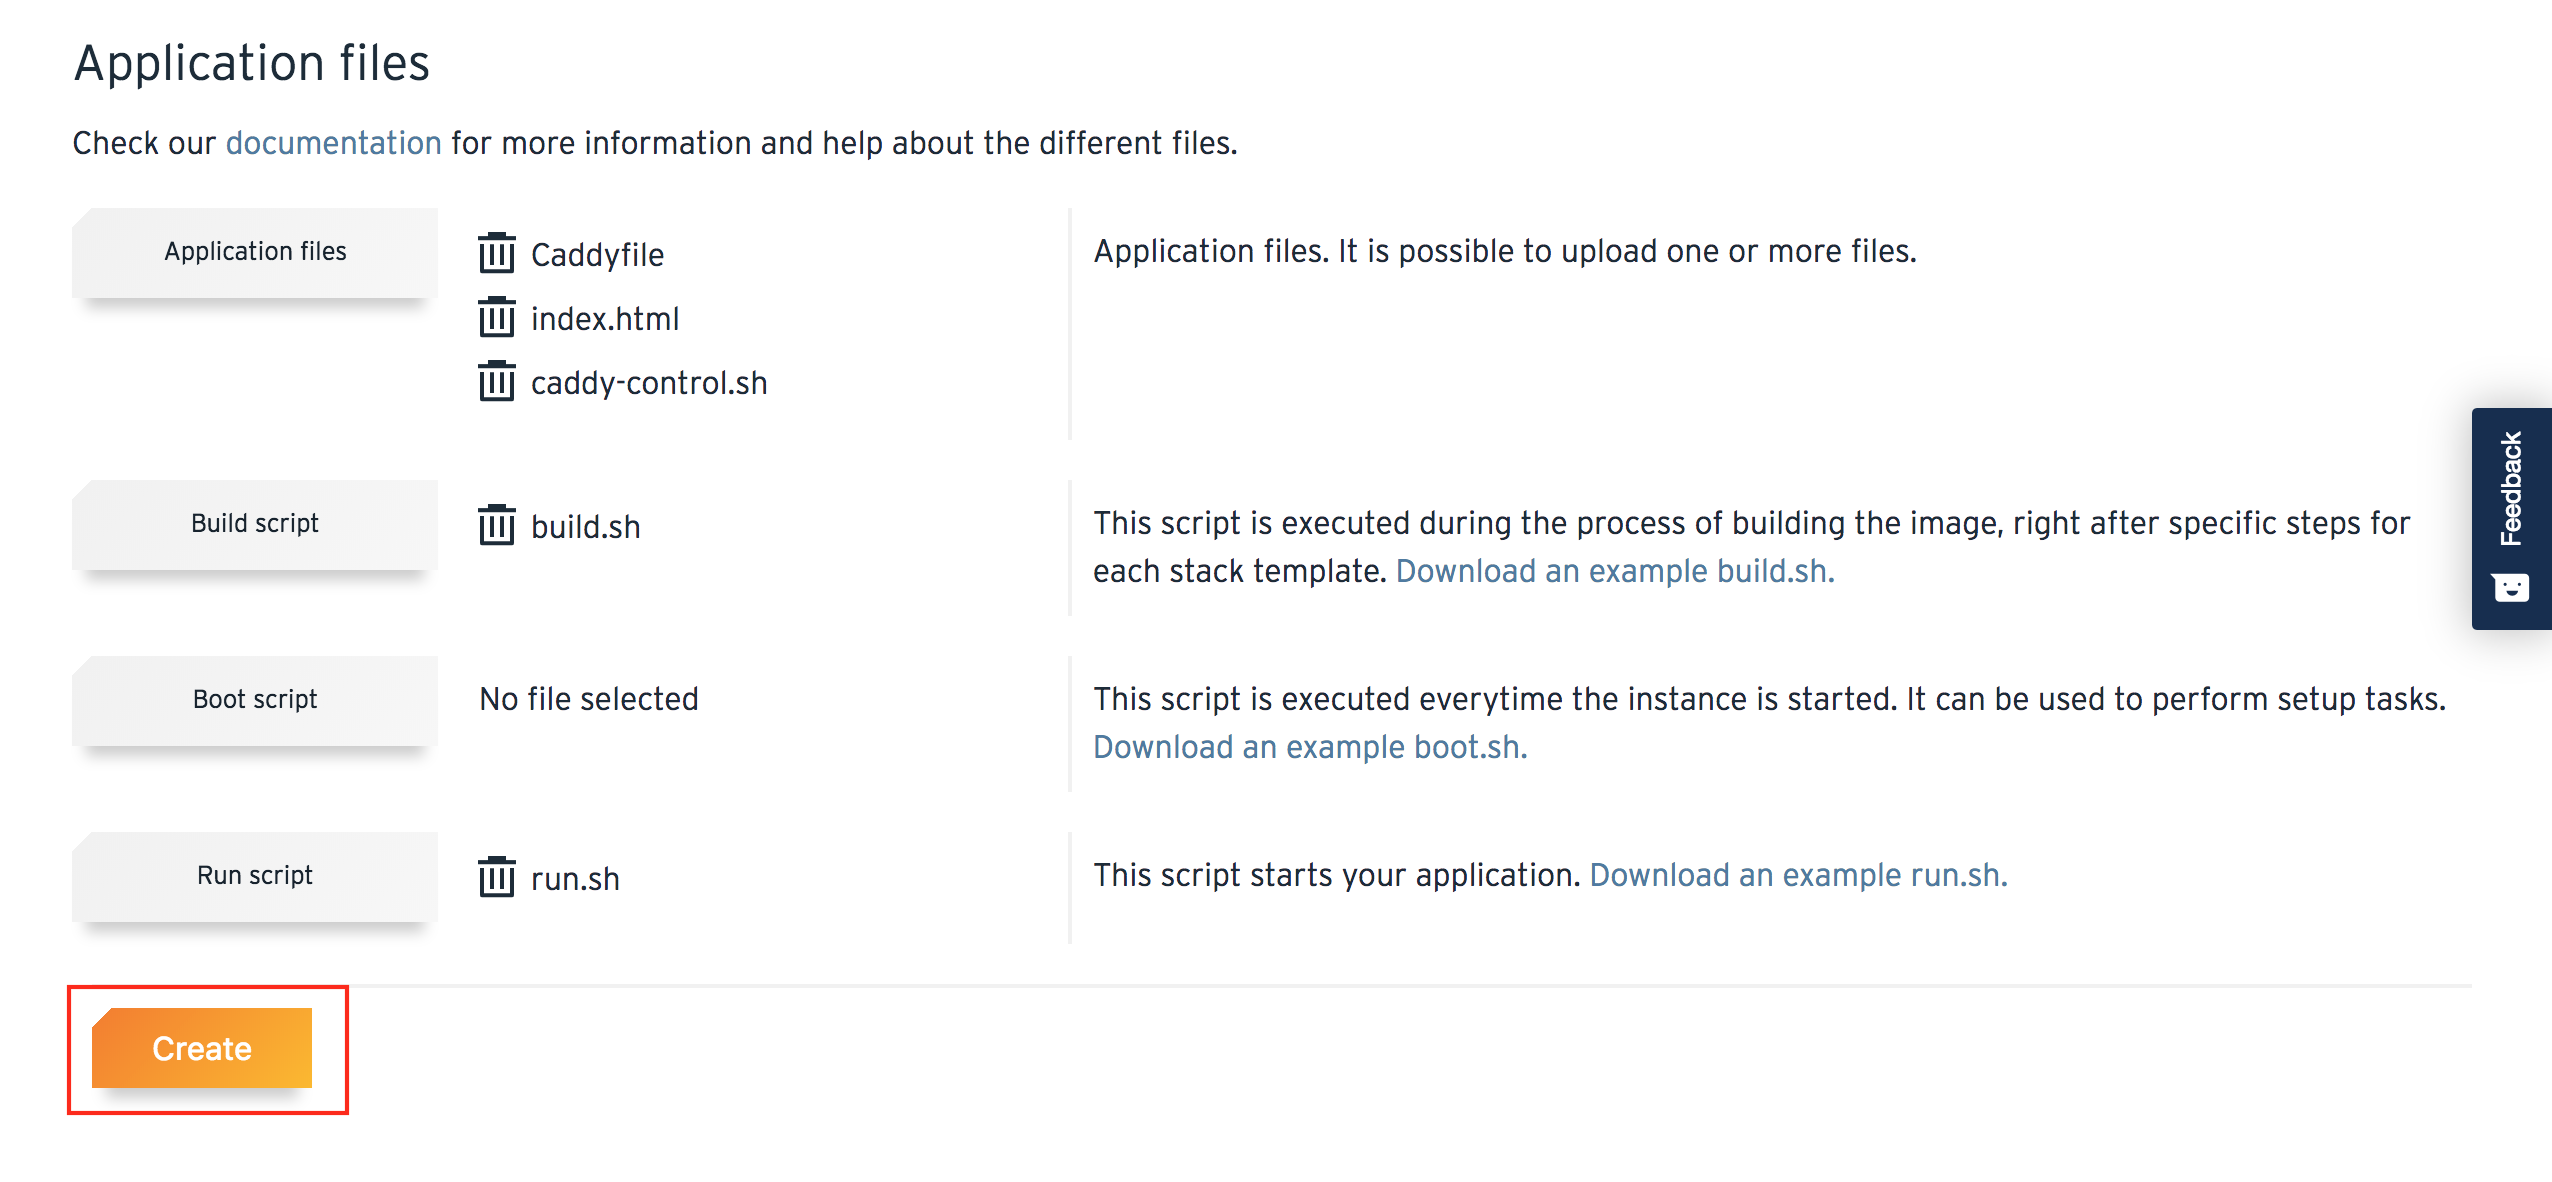 Application files
Check our documentation for more information and help about the different files.
Application files
Caddyfile
index.html
caddy-control.sh
Application files. It is possible to upload one or more files.
Build script
build.sh
This script is executed during the process of building the image, right after specific steps for
each stack template. Download an example build.sh.
Boot script
No file selected
This script is executed everytime the instance is started. It can be used to perform setup tasks.
Download an example boot.sh.
Run script
run.sh
This script starts your application. Download an example run.sh.
Create
Feedback